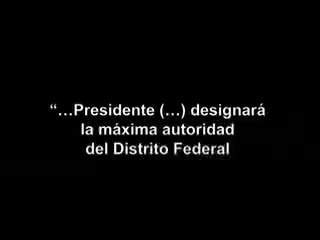 “…Presidente (…) designará
la máxima autoridad
del Distrito Federal